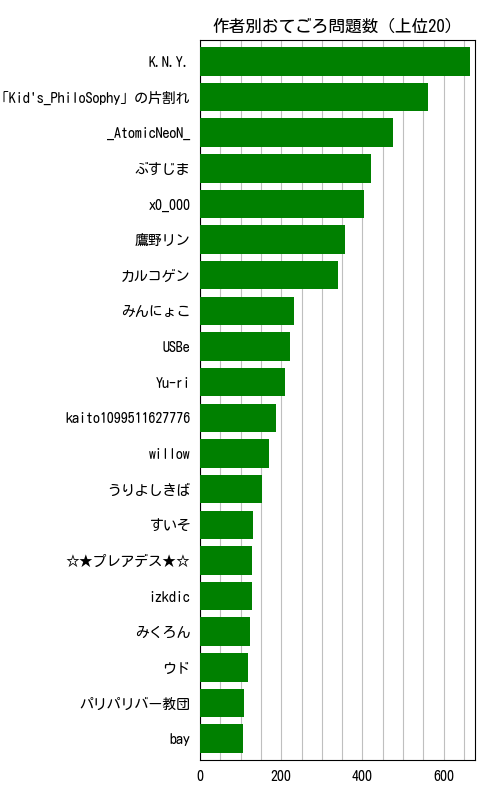 作者別おてごろ問題数 (上位20)
K.N.Y.
「Kid's_PhiloSophy」の片割れ
_AtomicNeoN_
ぶすじま
x0_000
鷹野リン
カルコゲン
みんにょこ
USBe
Yu-ri
kaito1099511627776
willow
うりよしきば
すいそ
☆★プレアデス★☆
izkdic
みくろん
ウド
パリパリバー教団
bay
0 200 400 600